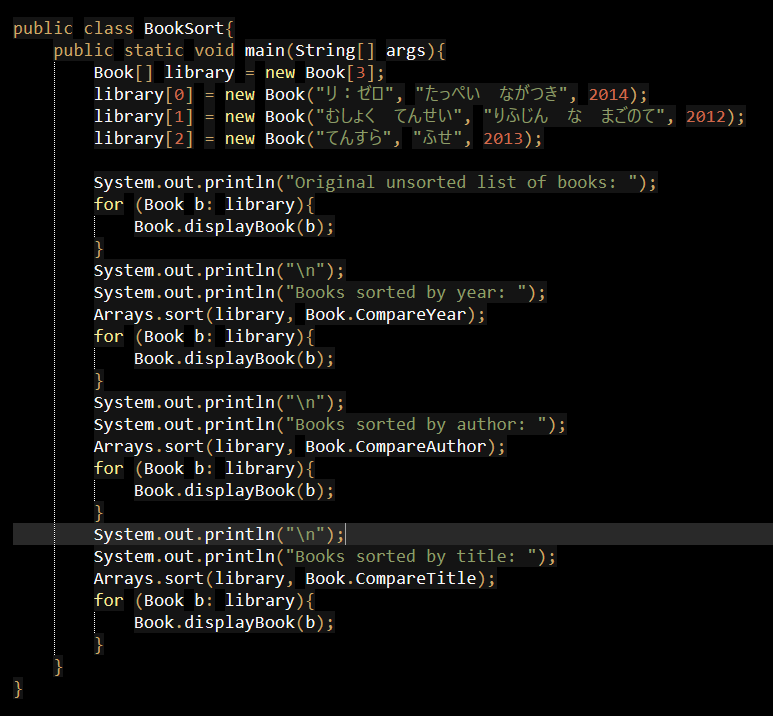 public class BookSort{
    public static void main(String[] args){
        Book[] library = new Book[3];
        library[0] = new Book("リ：ゼロ", "たっぺい　ながつき", 2014);
        library[1] = new Book("むしょく　てんせい", "りふじん　な　まごのて", 2012);
        library[2] = new Book("てんすら", "ふせ", 2013);

        System.out.println("Original unsorted list of books: ");
        for (Book b: library){
            Book.displayBook(b);
        }
        System.out.println("\n");
        System.out.println("Books sorted by year: ");
        Arrays.sort(library, Book.CompareYear);
        for (Book b: library){
            Book.displayBook(b);
        }
        System.out.println("\n");
        System.out.println("Books sorted by author: ");
        Arrays.sort(library, Book.CompareAuthor);
        for (Book b: library){
            Book.displayBook(b);
        }
        System.out.println("\n");
        System.out.println("Books sorted by title: ");
        Arrays.sort(library, Book.CompareTitle);
        for (Book b: library){
            Book.displayBook(b);
        }
    }
}